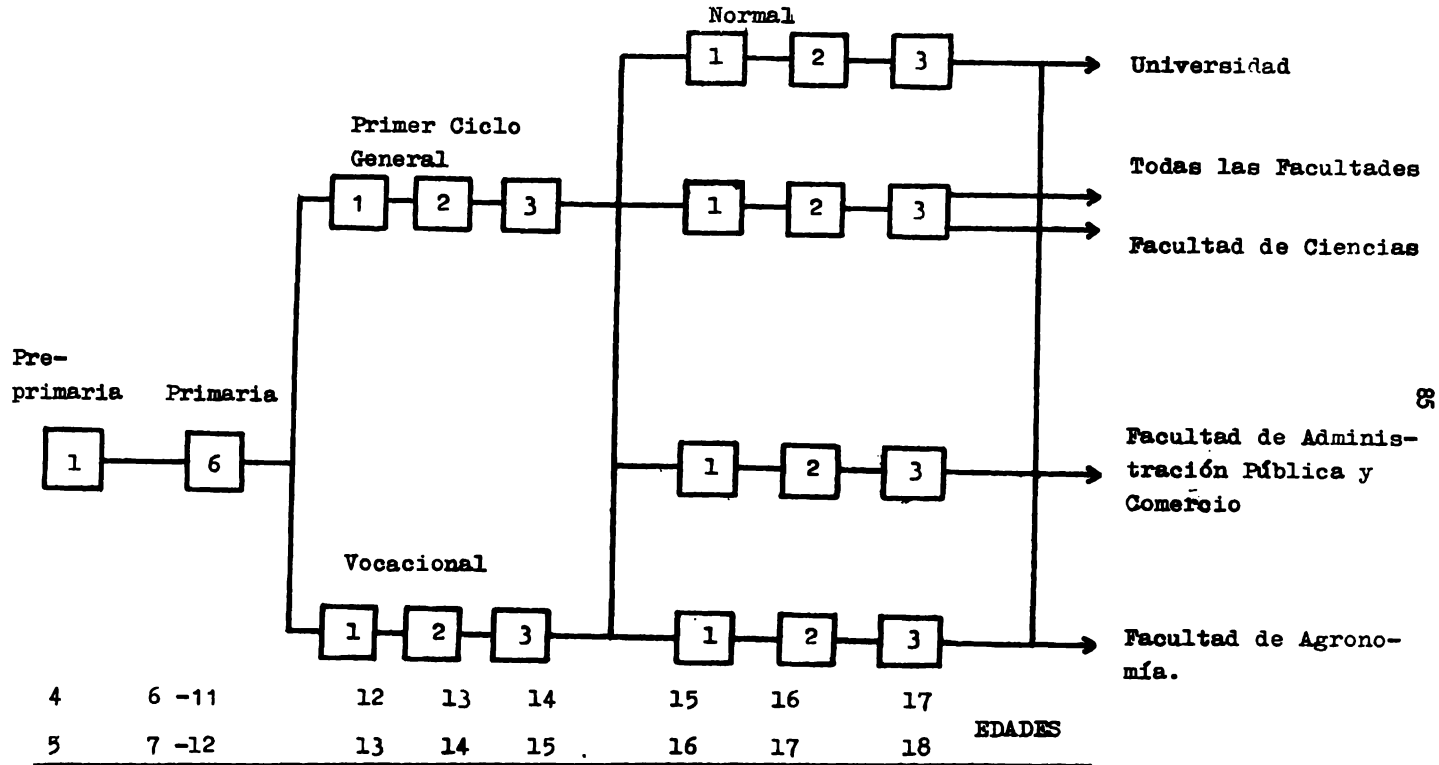 Normal
1 2 3
Universidad
Primer Ciclo
General
1 2 3
1 2 3
Todas las Facultades
Facultad de Ciencias
Pre-
primaria Primaria
1 6
1 2 3
Facultad de Adminis-
tración Pública y
Comercio
85
Vocacional
1 2 3
1 2 3
Facultad de Agrono-
mía.
4 6 -11 12 13 14 15 16 17
EDADES
5 7 -12 13 14 15 16 17 18